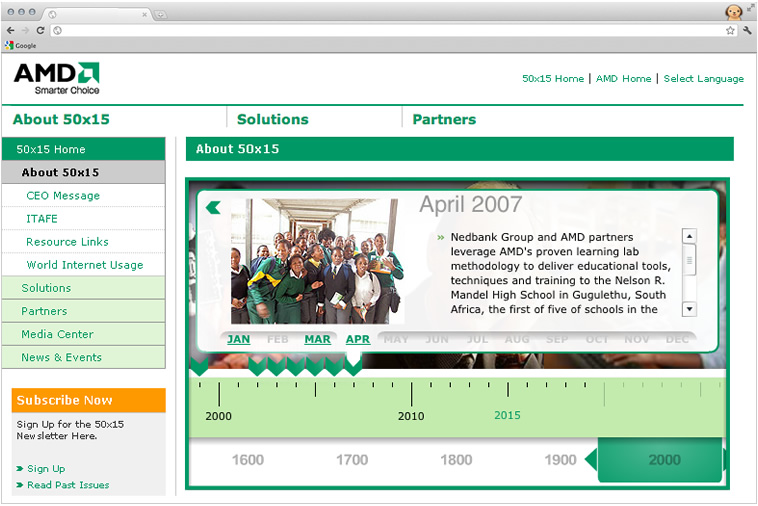 Google
AMD
Smarter Choice
50x15 Home | AMD Home | Select Language
About 50x15
Solutions
Partners
50x15 Home
About 50x15
CEO Message
ITAFE
Resource Links
World Internet Usage
Solutions
Partners
Media Center
News & Events
Subscribe Now
Sign Up for the 50x15
Newsletter Here.
Sign Up
Read Past Issues
About 50x15
April 2007
» Nedbank Group and AMD partners
leverage AMD's proven learning lab
methodology to deliver educational tools,
techniques and training to the Nelson R.
Mandel High School in Gugulethu, South
Africa, the first of five of schools in the
JAN FEB MAR APR MAY JUN JUL AUG SEP OCT NOV DEC
2000 2010 2015
1600 1700 1800 1900 2000